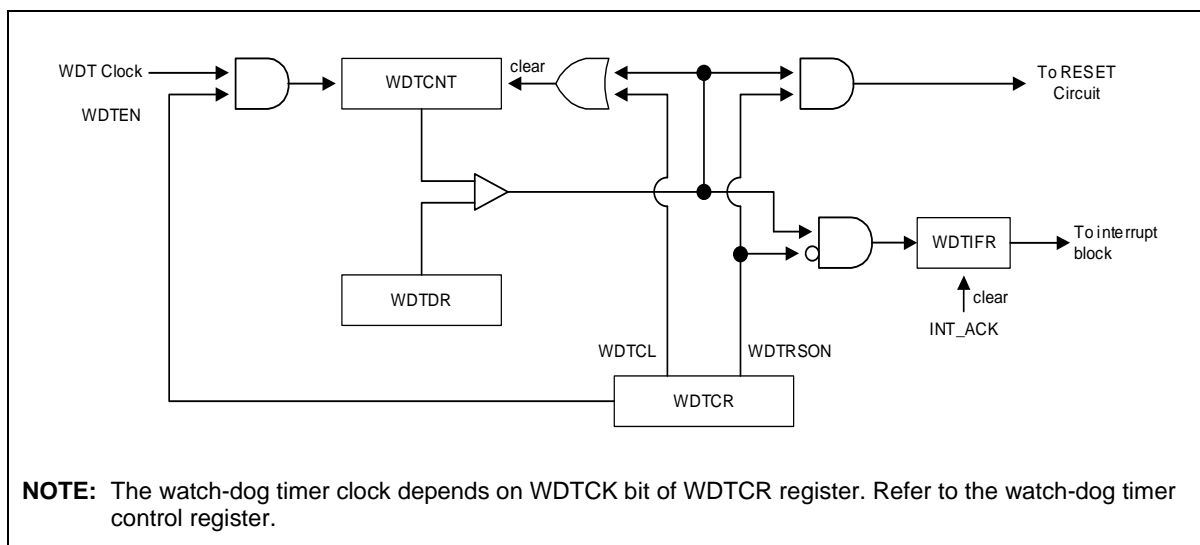 WDT Clock
WDTEN
WDTCNT
clear
To RESET
Circuit
WDTDR
WDTIFR
To interrupt
block
clear
INT_ACK
WDTCL
WDTRSON
WDTCR
NOTE: The watch-dog timer clock depends on WDTCK bit of WDTCR register. Refer to the watch-dog timer
control register.